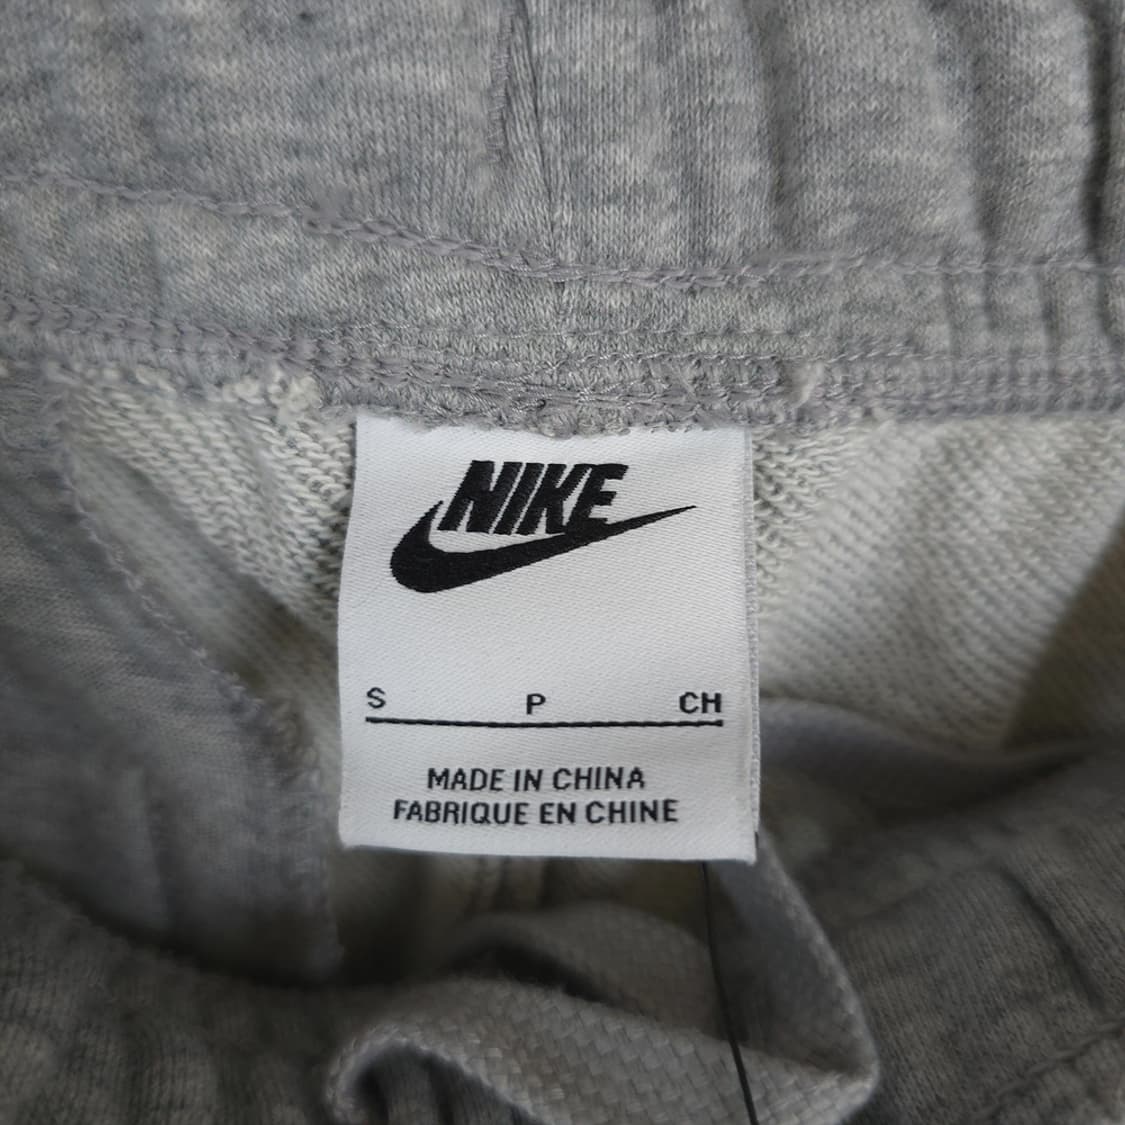 NIKE
S P CH
MADE IN CHINA
FABRIQUE EN CHINE